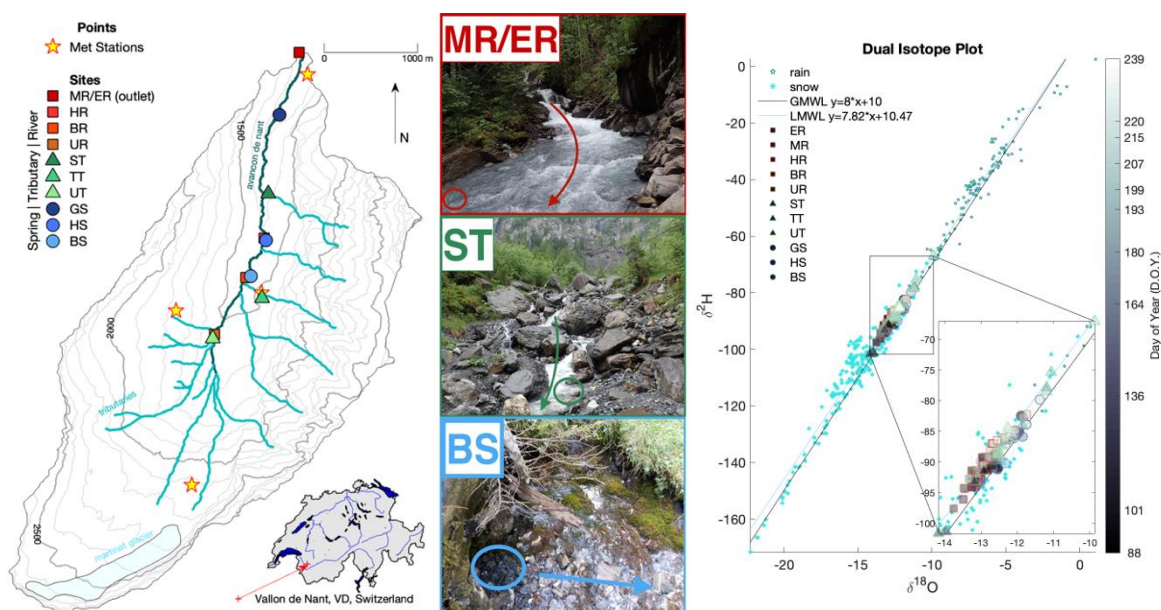 Points
Met Stations
Sites
MR/ER (outlet)
HR
BR
UR
ST
TT
UT
GS
HS
BS
Spring | Tributary | River
0 1000 m
N
1500
2000
2500
avancon de nant
tributaries
martinet glacier
Vallon de Nant, VD, Switzerland
MR/ER
ST
BS
Dual Isotope Plot
rain
snow
GMWL y=8*x+10
LMWL y=7.82*x+10.47
ER
MR
HR
BR
UR
ST
TT
UT
GS
HS
BS
δ²H
0
-20
-40
-60
-80
-100
-120
-140
-160
-20 -15 -10 -5 0
δ¹⁸O
-70
-75
-80
-85
-90
-95
-100
-14 -13 -12 -11 -10
239
220
215
207
199
193
180
164
136
101
88
Day of Year (D.O.Y.)